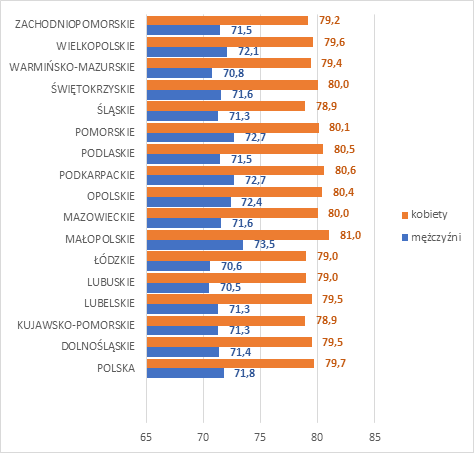 ZACHODNIOPOMORSKIE 79,2
71,5
WIELKOPOLSKIE 79,6
72,1
WARMIŃSKO-MAZURSKIE 79,4
70,8
ŚWIĘTOKRZYSKIE 80,0
71,6
ŚLĄSKIE 78,9
71,3
POMORSKIE 80,1
72,7
PODLASKIE 80,5
71,5
PODKARPACKIE 80,6
72,7
OPOLSKIE 80,4
72,4
MAZOWIECKIE 80,0
71,6
MAŁOPOLSKIE 81,0
73,5
ŁÓDZKIE 79,0
70,6
LUBUSKIE 79,0
70,5
LUBELSKIE 79,5
71,3
KUJAWSKO-POMORSKIE 78,9
71,3
DOLNOŚLĄSKIE 79,5
71,4
POLSKA 79,7
71,8
kobiety
mężczyźni
65 70 75 80 85